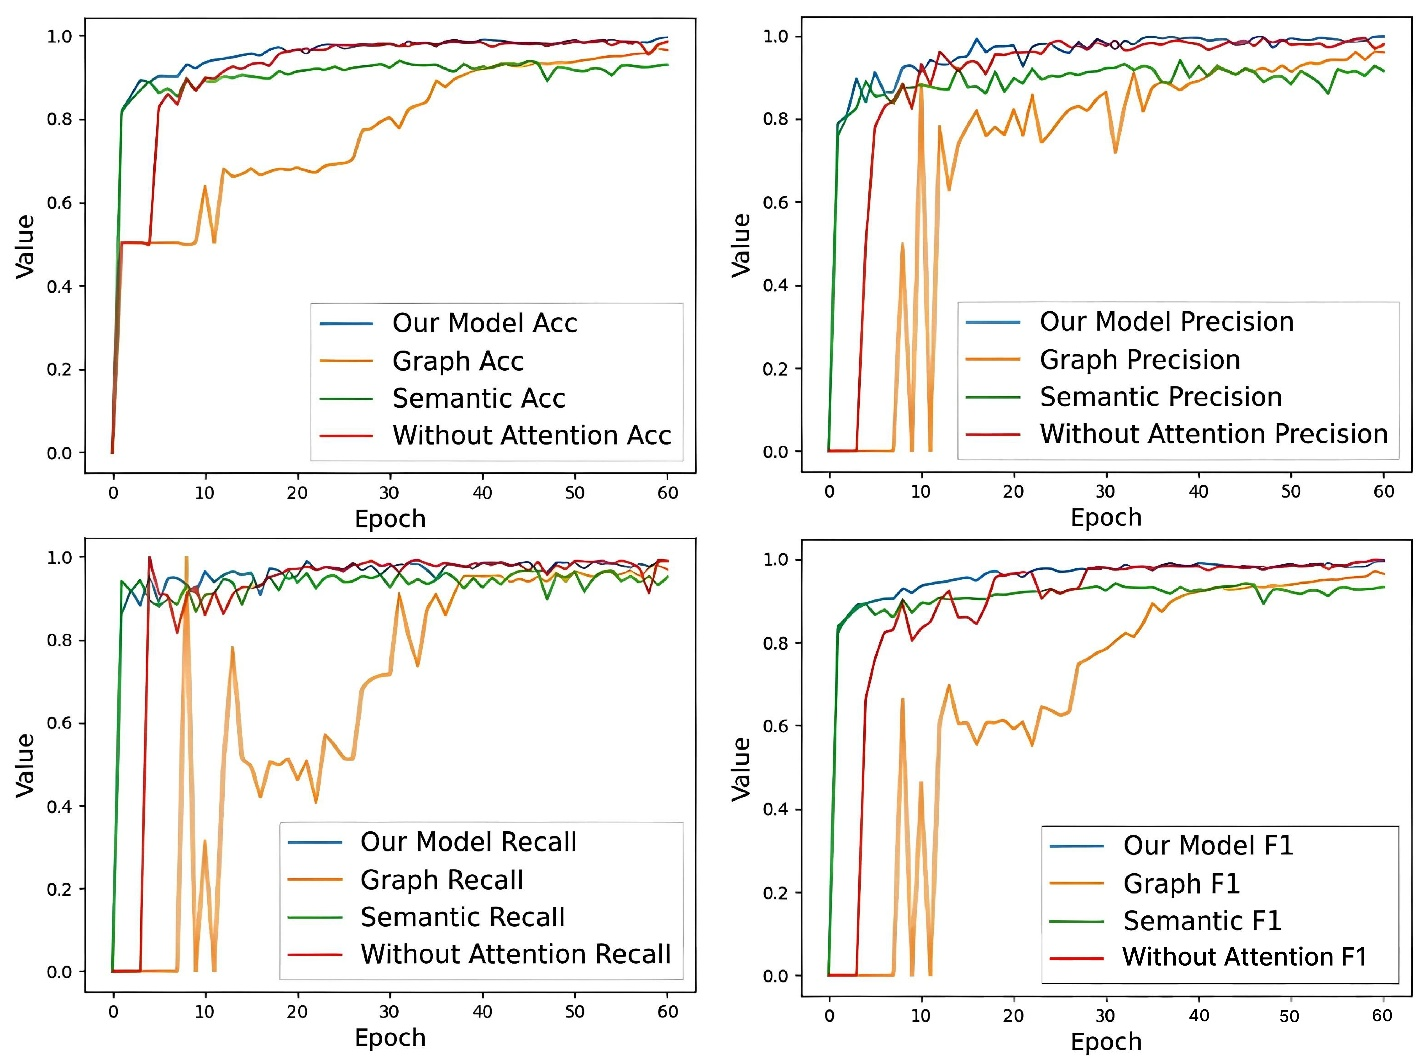 Value
1.0
0.8
0.6
0.4
0.2
0.0
Our Model Acc
Graph Acc
Semantic Acc
Without Attention Acc
0 10 20 30 40 50 60
Epoch
Value
1.0
0.8
0.6
0.4
0.2
0.0
Our Model Precision
Graph Precision
Semantic Precision
Without Attention Precision
0 10 20 30 40 50 60
Epoch
Value
1.0
0.8
0.6
0.4
0.2
0.0
Our Model Recall
Graph Recall
Semantic Recall
Without Attention Recall
0 10 20 30 40 50 60
Epoch
Value
1.0
0.8
0.6
0.4
0.2
0.0
Our Model F1
Graph F1
Semantic F1
Without Attention F1
0 10 20 30 40 50 60
Epoch